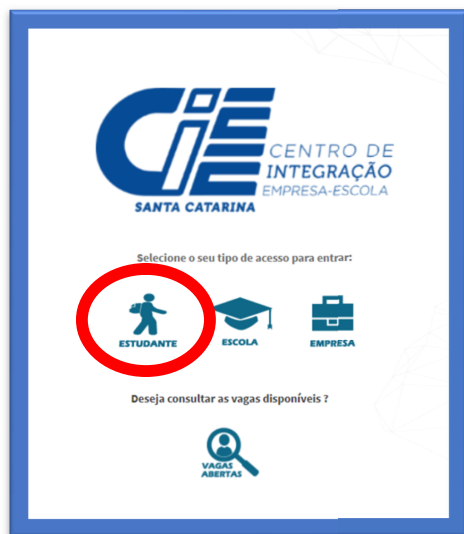 CIEE
CENTRO DE
INTEGRAÇÃO
EMPRESA-ESCOLA
SANTA CATARINA
Selecione o seu tipo de acesso para entrar:
ESTUDANTE
ESCOLA
EMPRESA
Deseja consultar as vagas disponíveis ?
VAGAS
ABERTAS